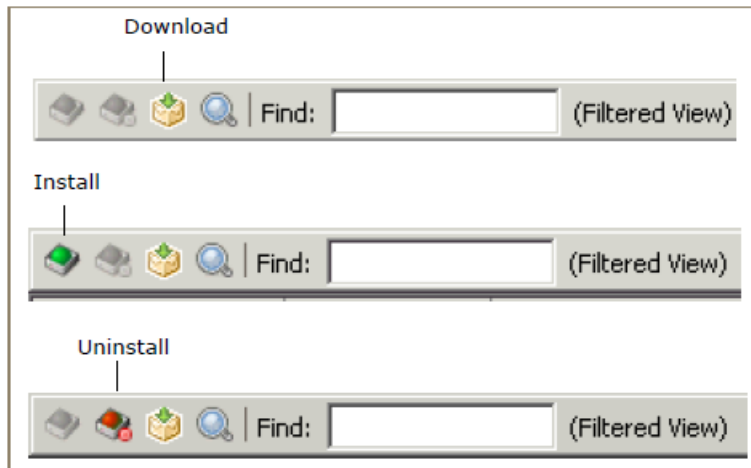 Download
Find: (Filtered View)
Install
Find: (Filtered View)
Uninstall
Find: (Filtered View)